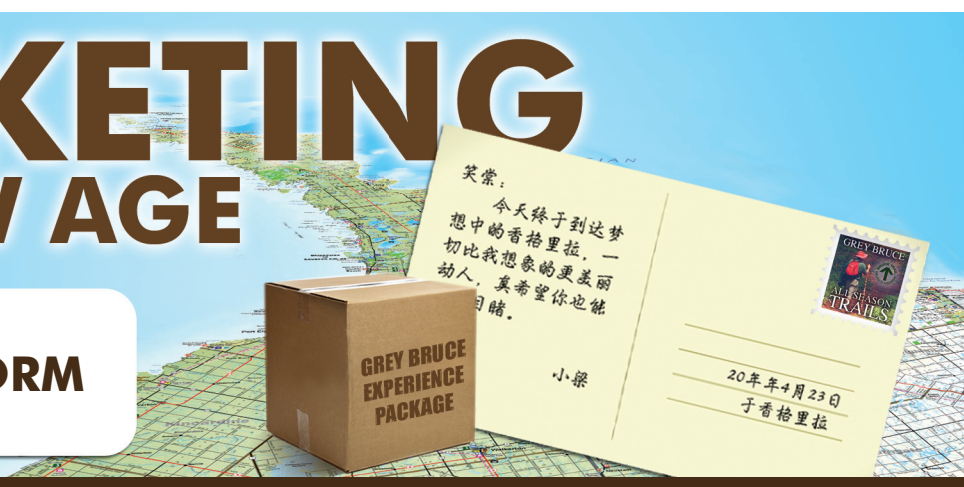 KETING
AGE
ORM
GREY BRUCE
EXPERIENCE
PACKAGE
笑棠：
今天终于到达梦
想中的香格里拉，一
切比我想象的更美丽
动人，真希望你也能
目睹。
小梁
GREY BRUCE
ALL SEASON
TRAILS
20年年4月23日
于香格里拉